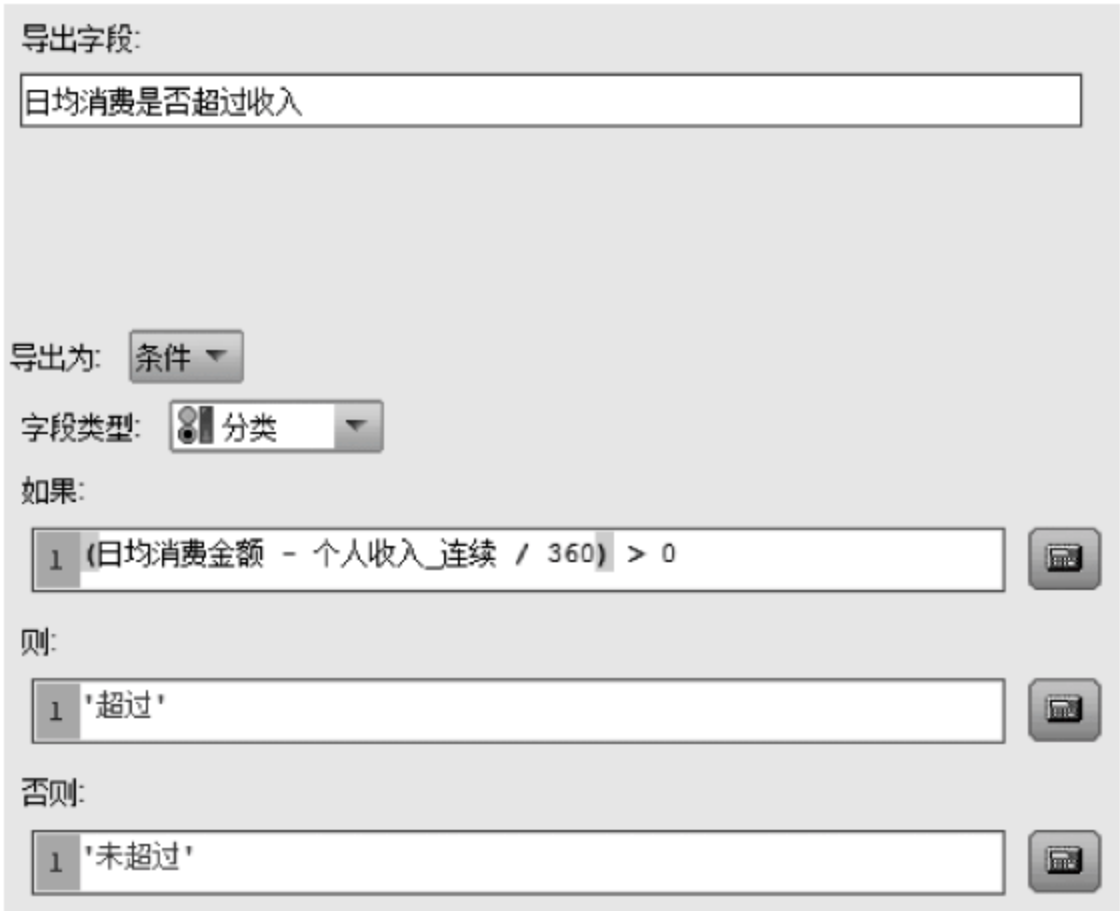 导出字段:
日均消费是否超过收入
导出为: 条件
字段类型: 分类
如果:
1 (日均消费金额 - 个人收入_连续 / 360) > 0
则:
1 '超过'
否则:
1 '未超过'